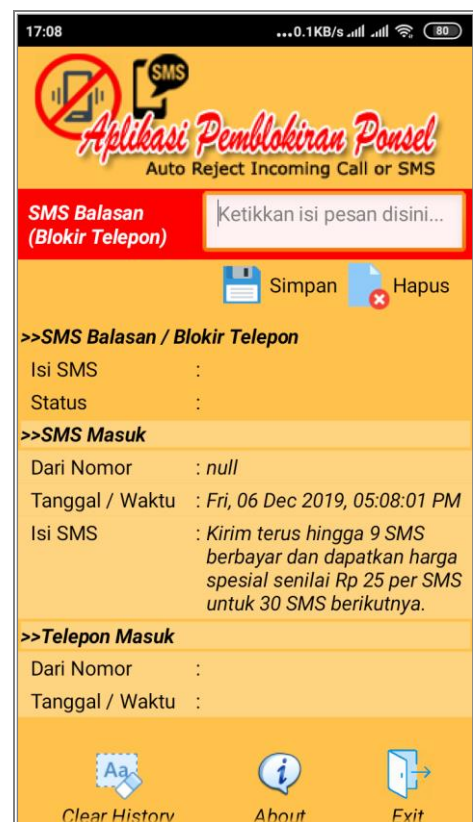 17:08 ...0.1KB/s 80
SMS
Aplikasi Pemblokiran Ponsel
Auto Reject Incoming Call or SMS
SMS Balasan
(Blokir Telepon)
Ketikkan isi pesan disini...
Simpan Hapus
>>SMS Balasan / Blokir Telepon
Isi SMS :
Status :
>>SMS Masuk
Dari Nomor : null
Tanggal / Waktu : Fri, 06 Dec 2019, 05:08:01 PM
Isi SMS : Kirim terus hingga 9 SMS
berbayar dan dapatkan harga
spesial senilai Rp 25 per SMS
untuk 30 SMS berikutnya.
>>Telepon Masuk
Dari Nomor :
Tanggal / Waktu :
Aa
Clear History About Exit